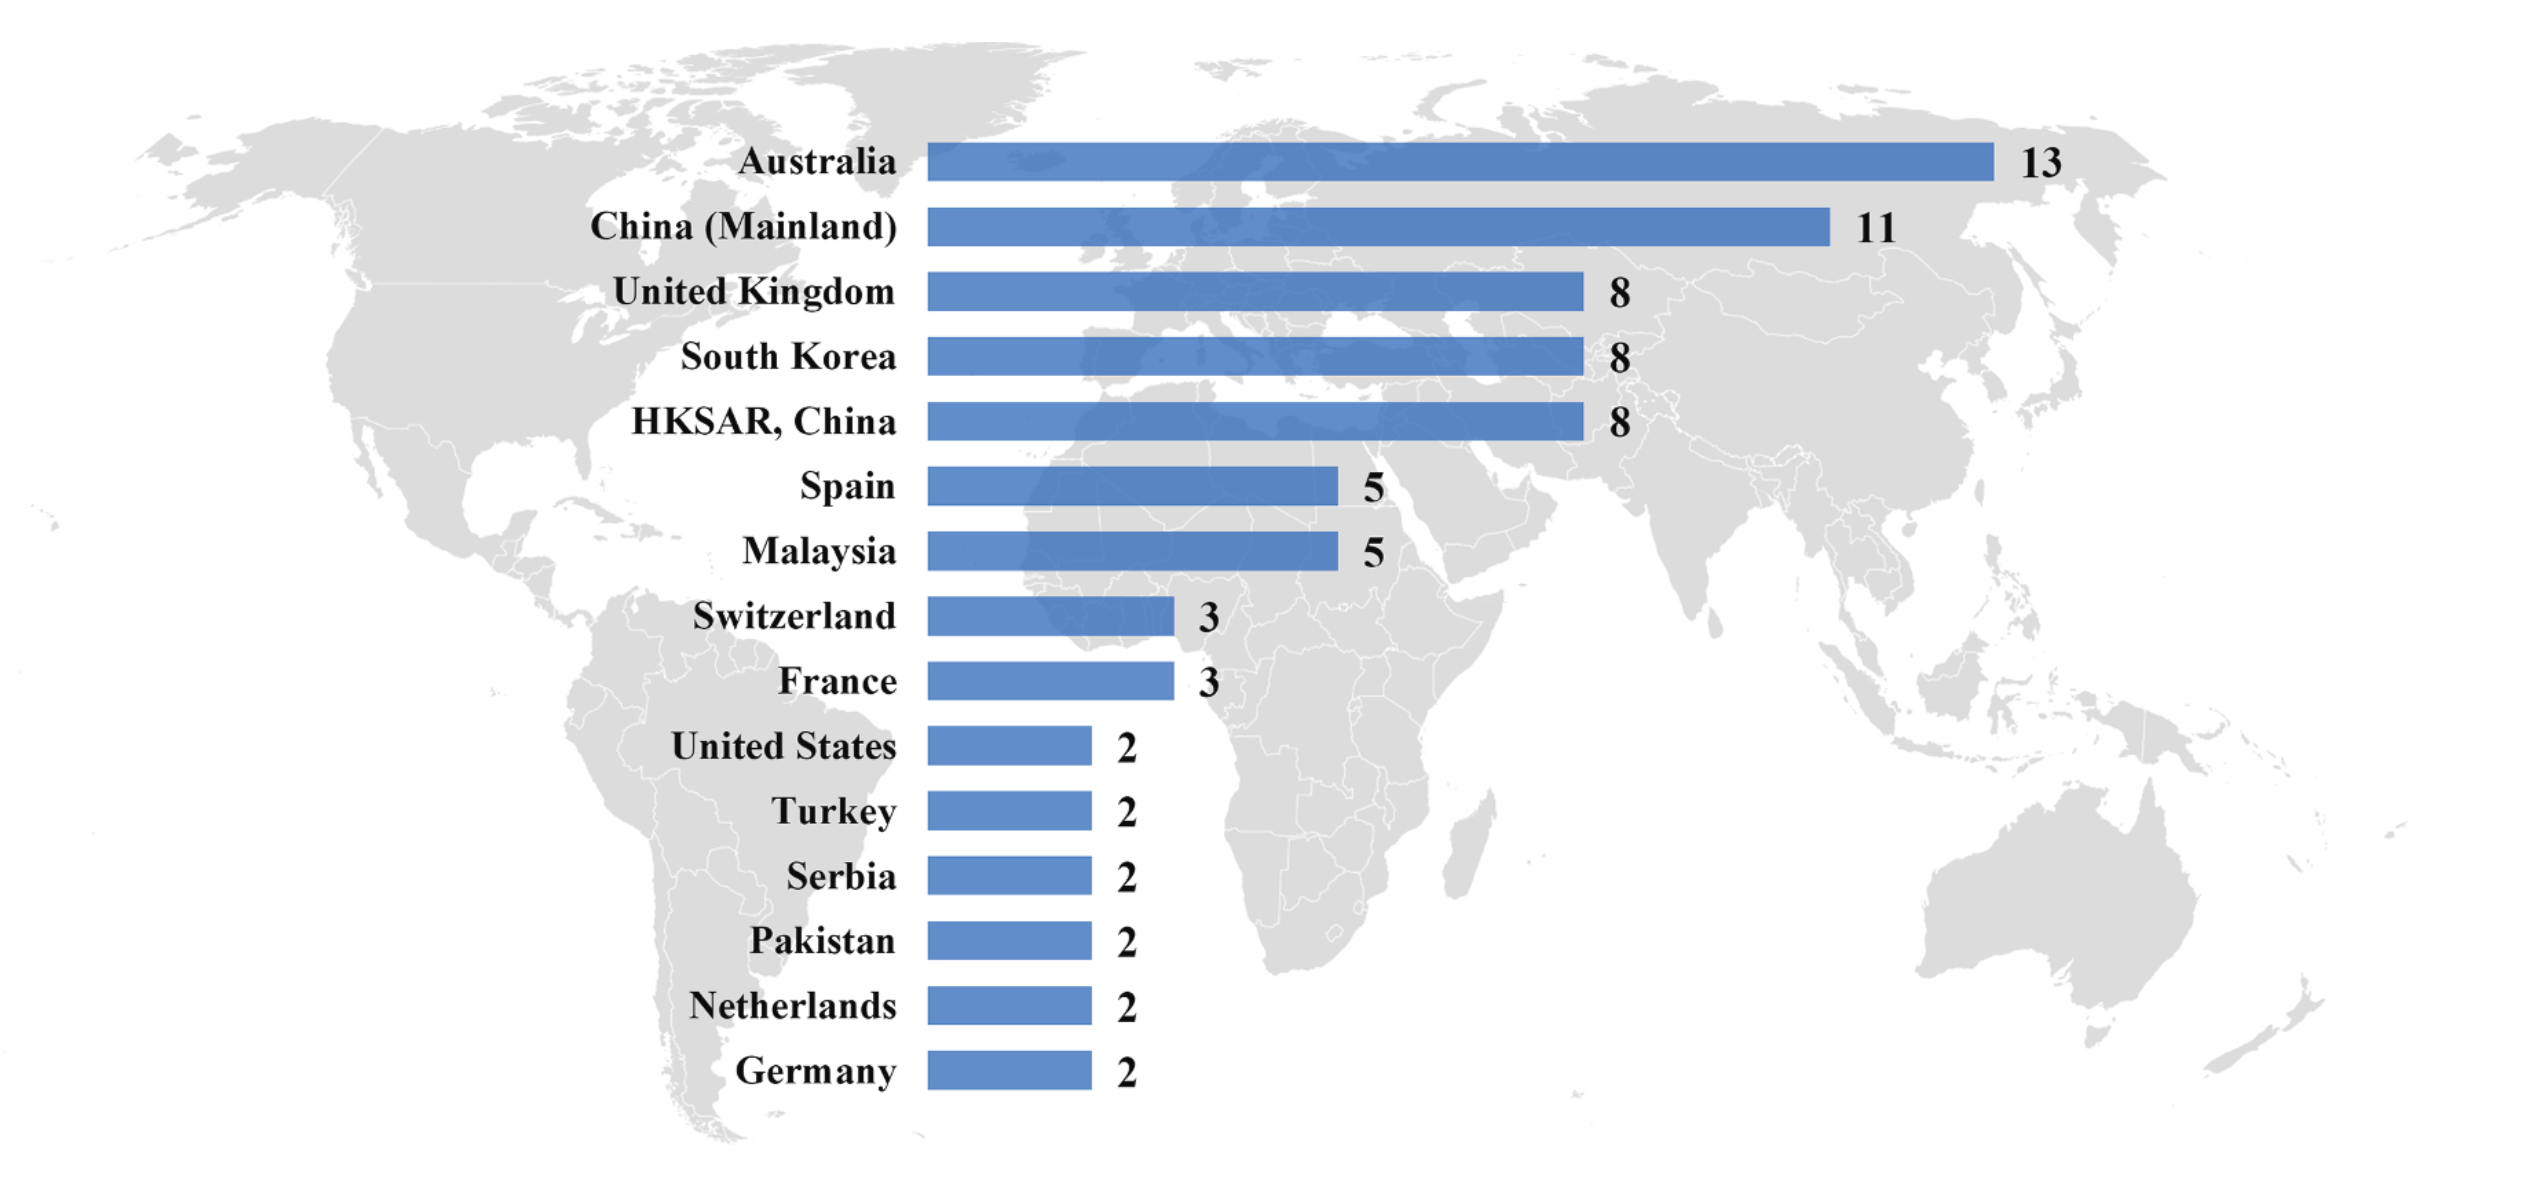 Australia 13
China (Mainland) 11
United Kingdom 8
South Korea 8
HKSAR, China 8
Spain 5
Malaysia 5
Switzerland 3
France 3
United States 2
Turkey 2
Serbia 2
Pakistan 2
Netherlands 2
Germany 2